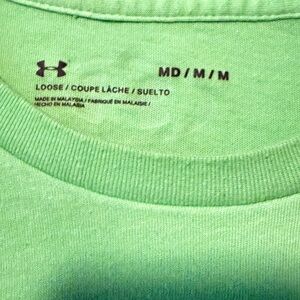 MD / M / M
LOOSE / COUPE LÂCHE / SUELTO
MADE IN MALAYSIA / FABRIQUÉ EN MALAISIE /
HECHO EN MALASIA